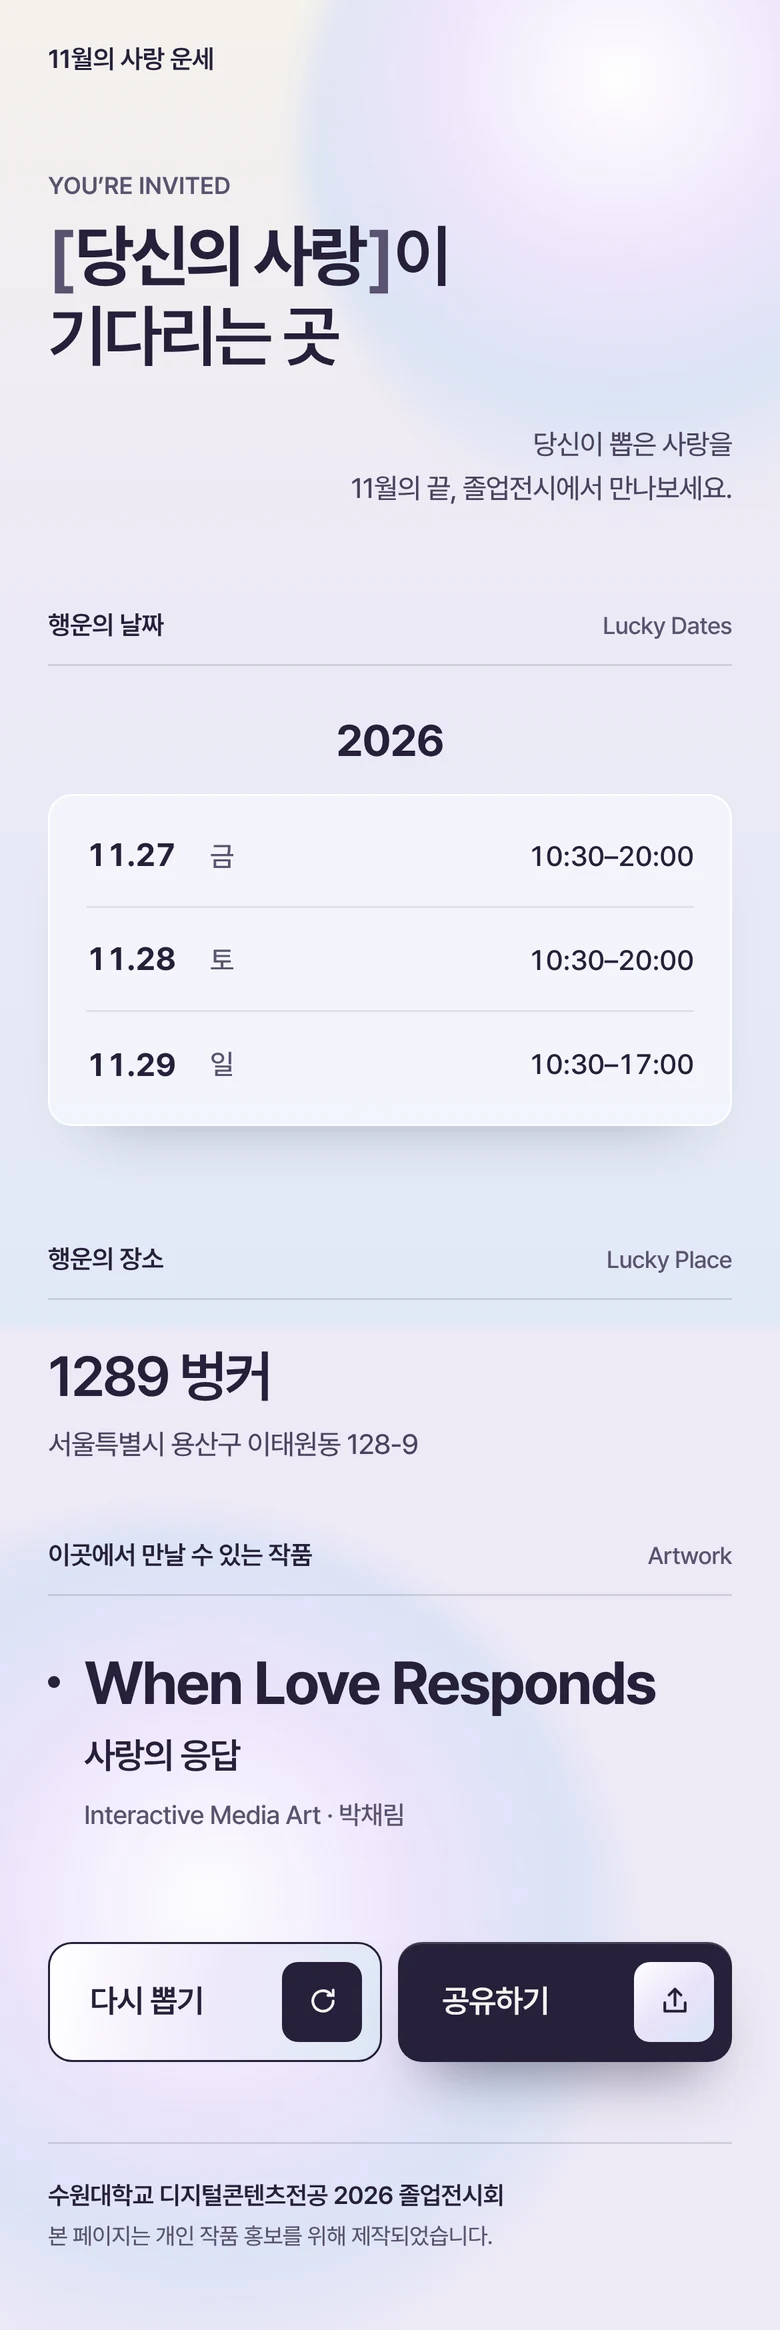 11월의 사랑 운세
YOU’RE INVITED
[당신의 사랑]이
기다리는 곳
당신이 뽑은 사랑을
11월의 끝, 졸업전시에서 만나보세요.
행운의 날짜 Lucky Dates
2026
11.27 금 10:30–20:00
11.28 토 10:30–20:00
11.29 일 10:30–17:00
행운의 장소 Lucky Place
1289 벙커
서울특별시 용산구 이태원동 128-9
이곳에서 만날 수 있는 작품 Artwork
• When Love Responds
사랑의 응답
Interactive Media Art · 박채림
다시 뽑기 공유하기
수원대학교 디지털콘텐츠전공 2026 졸업전시회
본 페이지는 개인 작품 홍보를 위해 제작되었습니다.